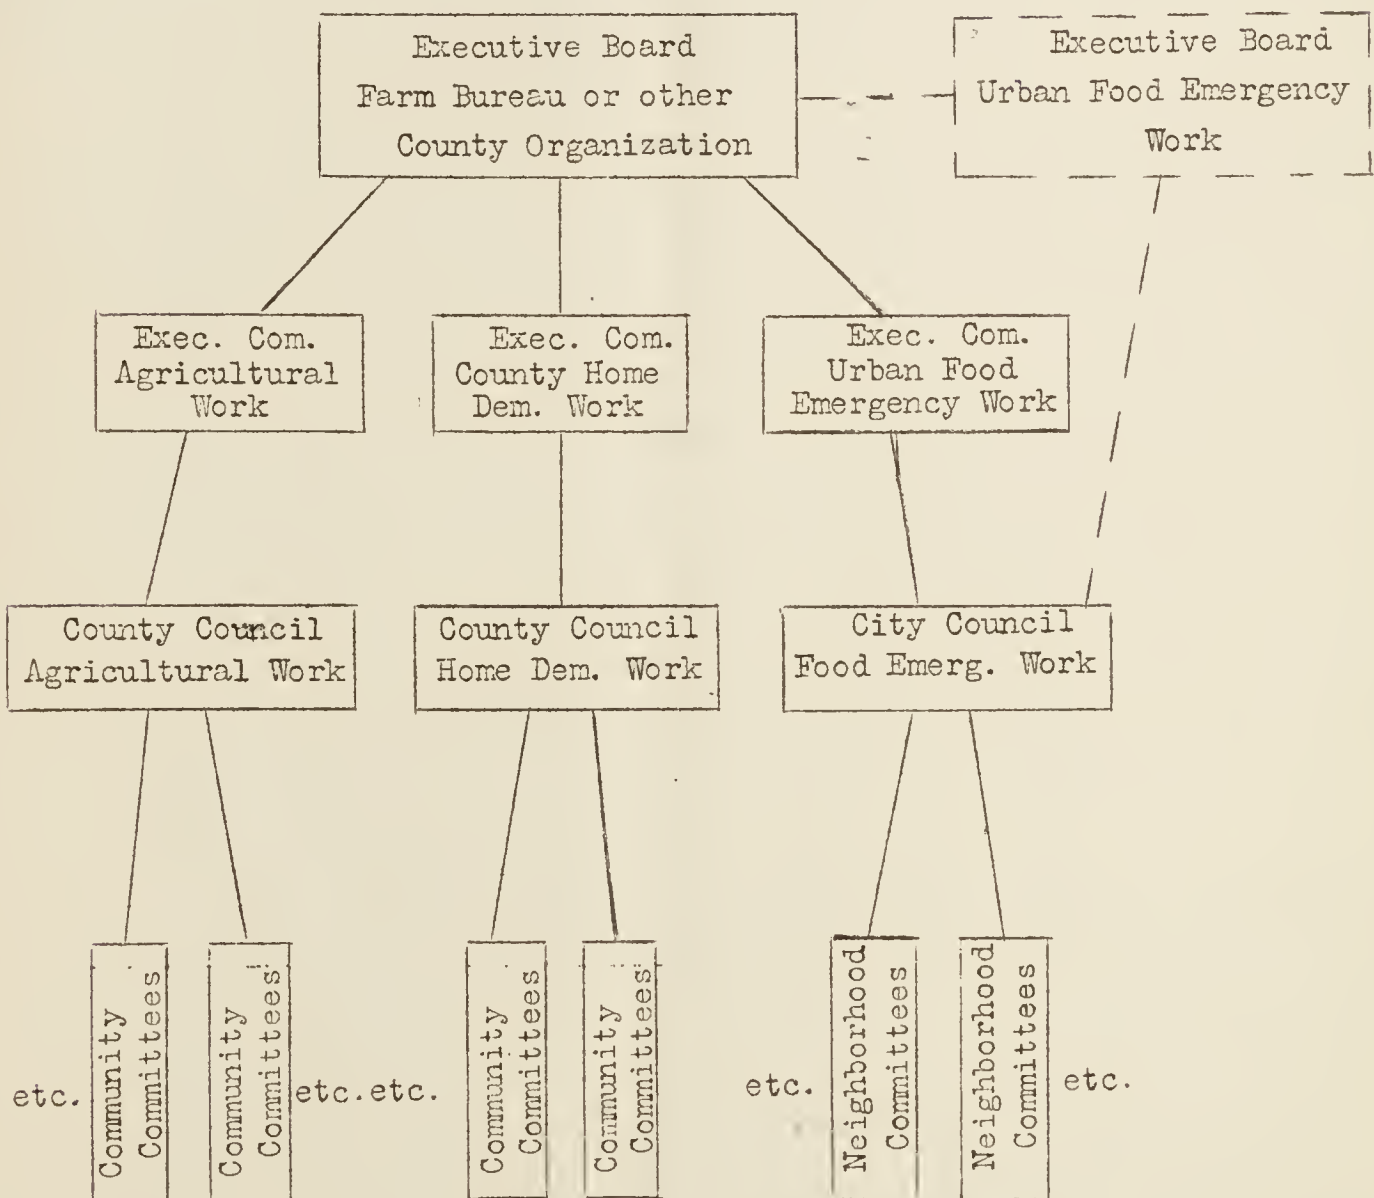 Executive Board
Farm Bureau or other
County Organization
Executive Board
Urban Food Emergency
Work
Exec. Com.
Agricultural
Work
Exec. Com.
County Home
Dem. Work
Exec. Com.
Urban Food
Emergency Work
County Council
Agricultural Work
County Council
Home Dem. Work
City Council
Food Emerg. Work
etc.
Community
Committees
Community
Committees
etc.
etc.
Community
Committees
Community
Committees
etc.
Neighborhood
Committees
Neighborhood
Committees
etc.